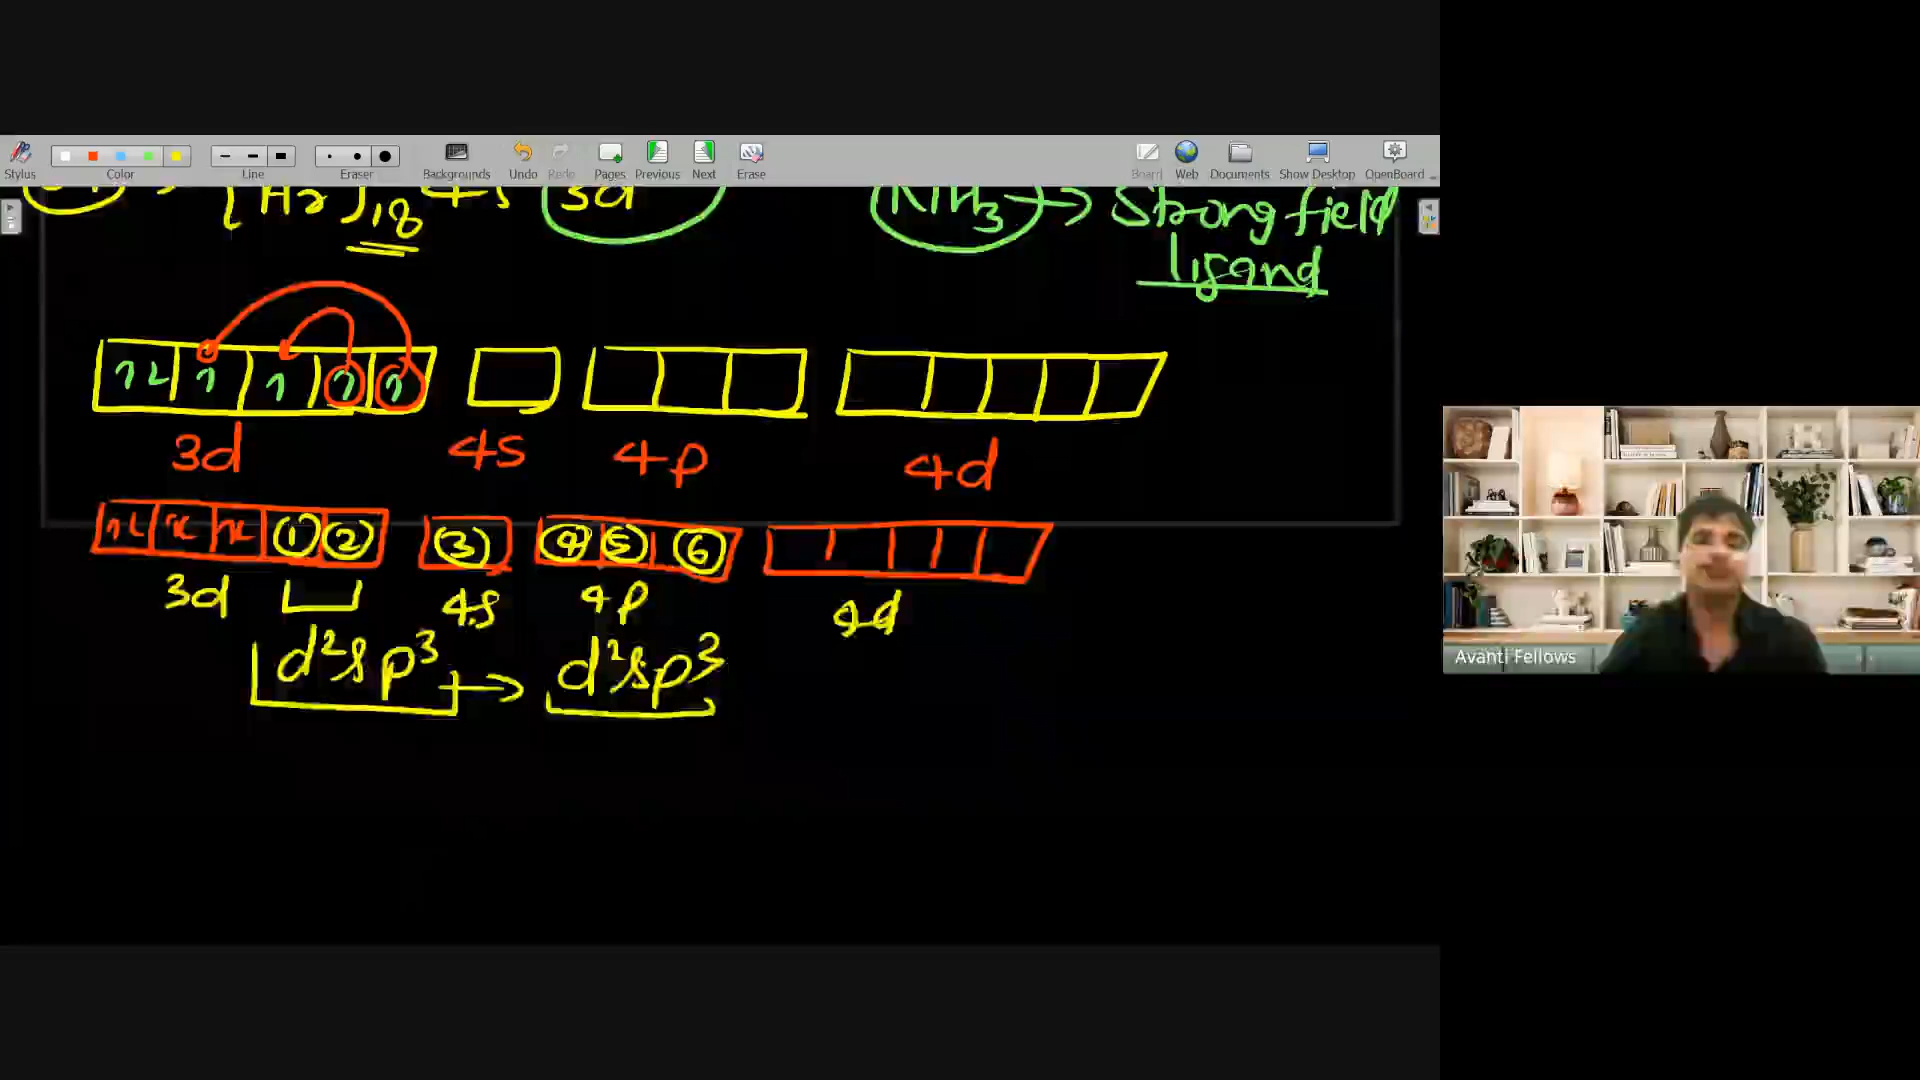 Stylus Color Line Eraser Backgrounds Undo Redo Pages Previous Next Erase Board Web Documents Show Desktop OpenBoard
[Ar]18 4s 3d
NH3 → Strong field
ligand
3d 4s 4p 4d
1 2 3 4 5 6
3d 4s 4p 4d
d²sp³ → d²sp³
Avanti Fellows